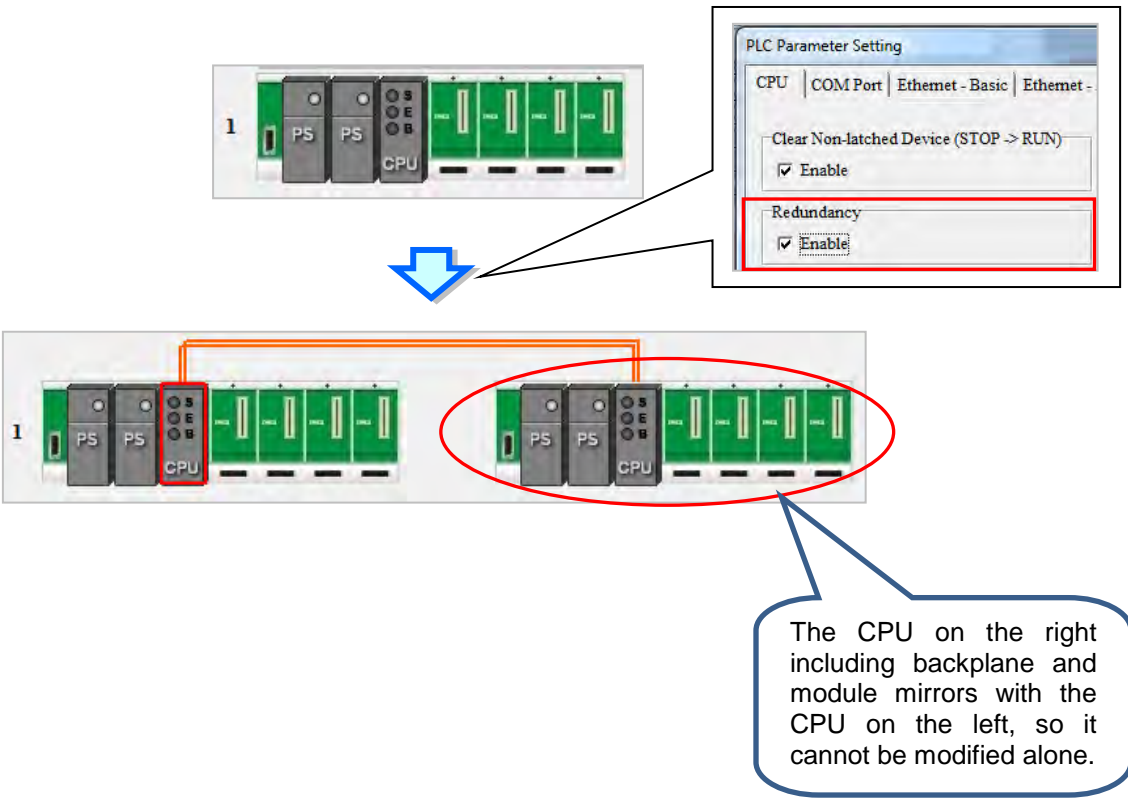 PLC Parameter Setting
CPU COM Port Ethernet - Basic Ethernet -
Clear Non-latched Device (STOP -> RUN)
Enable
Redundancy
Enable
1
PS PS CPU S E B
1
PS PS CPU S E B
PS PS CPU S E B
The CPU on the right
including backplane and
module mirrors with the
CPU on the left, so it
cannot be modified alone.